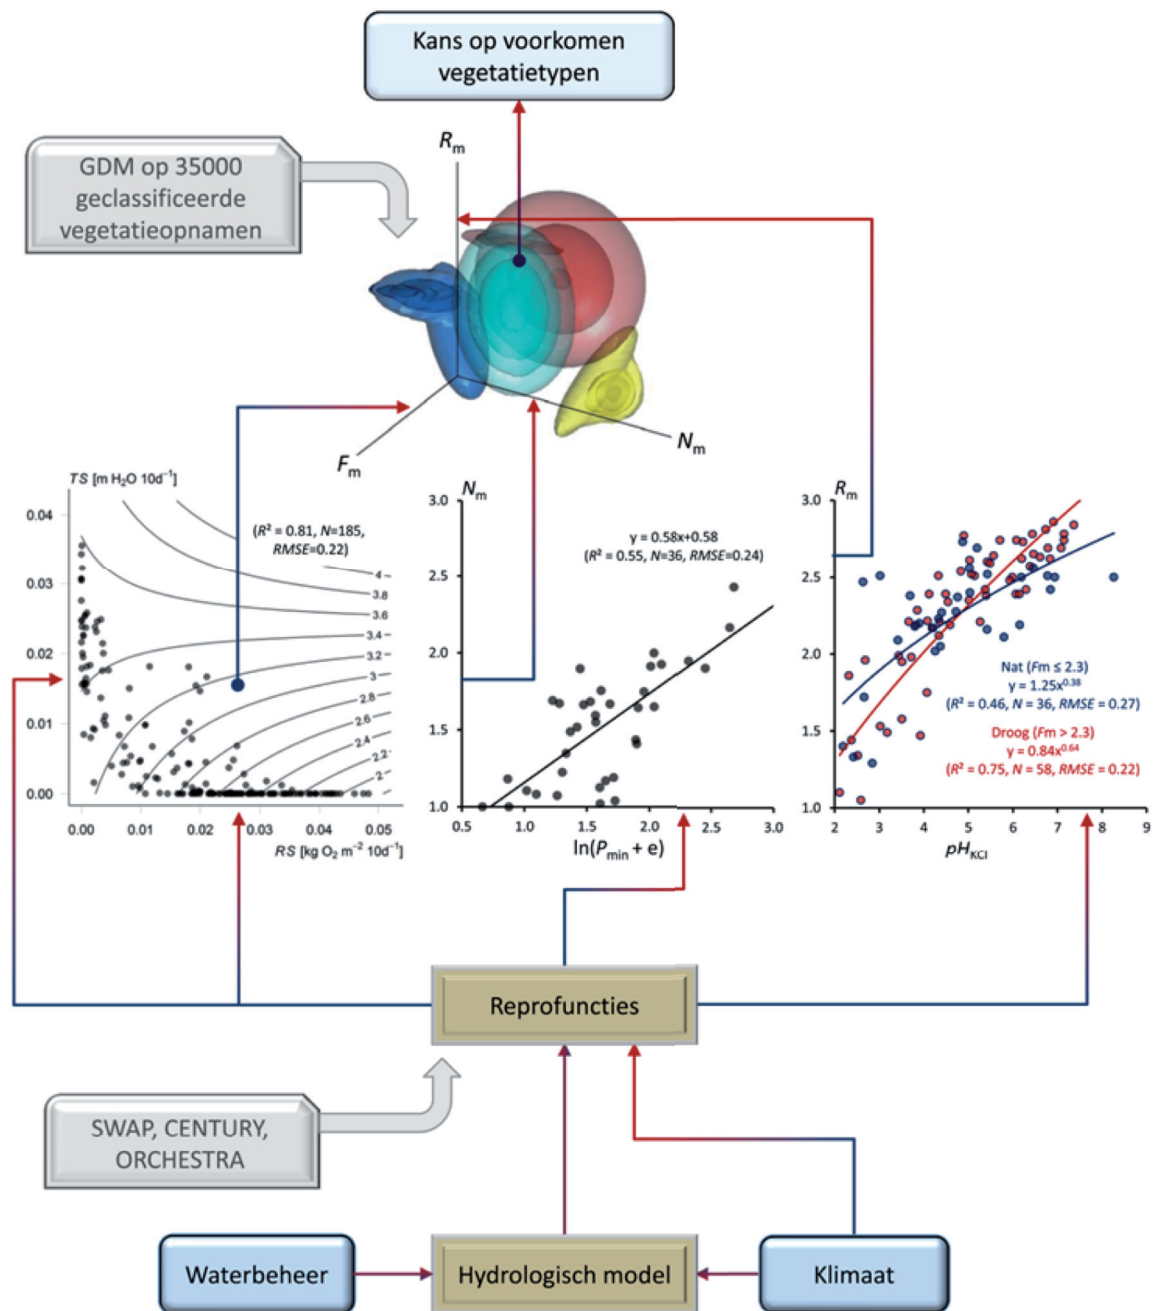 Kans op voorkomen
vegetatietypen
GDM op 35000
geclassificeerde
vegetatieopnamen
Rm
Fm
Nm
TS [m H2O 10d⁻¹]
(R² = 0.81, N=185,
RMSE=0.22)
0.04
0.03
0.02
0.01
0.00
4
3.8
3.6
3.4
3.2
3
2.8
2.6
2.4
2.2
2
0.00 0.01 0.02 0.03 0.04 0.05
RS [kg O2 m⁻² 10d⁻¹]
Nm
3.0
2.5
2.0
1.5
1.0
y = 0.58x+0.58
(R² = 0.55, N=36, RMSE=0.24)
0.5 1.0 1.5 2.0 2.5 3.0
ln(Pmin + e)
Rm
3.0
2.5
2.0
1.5
1.0
Nat (Fm ≤ 2.3)
y = 1.25x^0.38
(R² = 0.46, N = 36, RMSE = 0.27)
Droog (Fm > 2.3)
y = 0.84x^0.64
(R² = 0.75, N = 58, RMSE = 0.22)
2 3 4 5 6 7 8 9
pHKCl
Reprofuncties
SWAP, CENTURY,
ORCHESTRA
Waterbeheer
Hydrologisch model
Klimaat